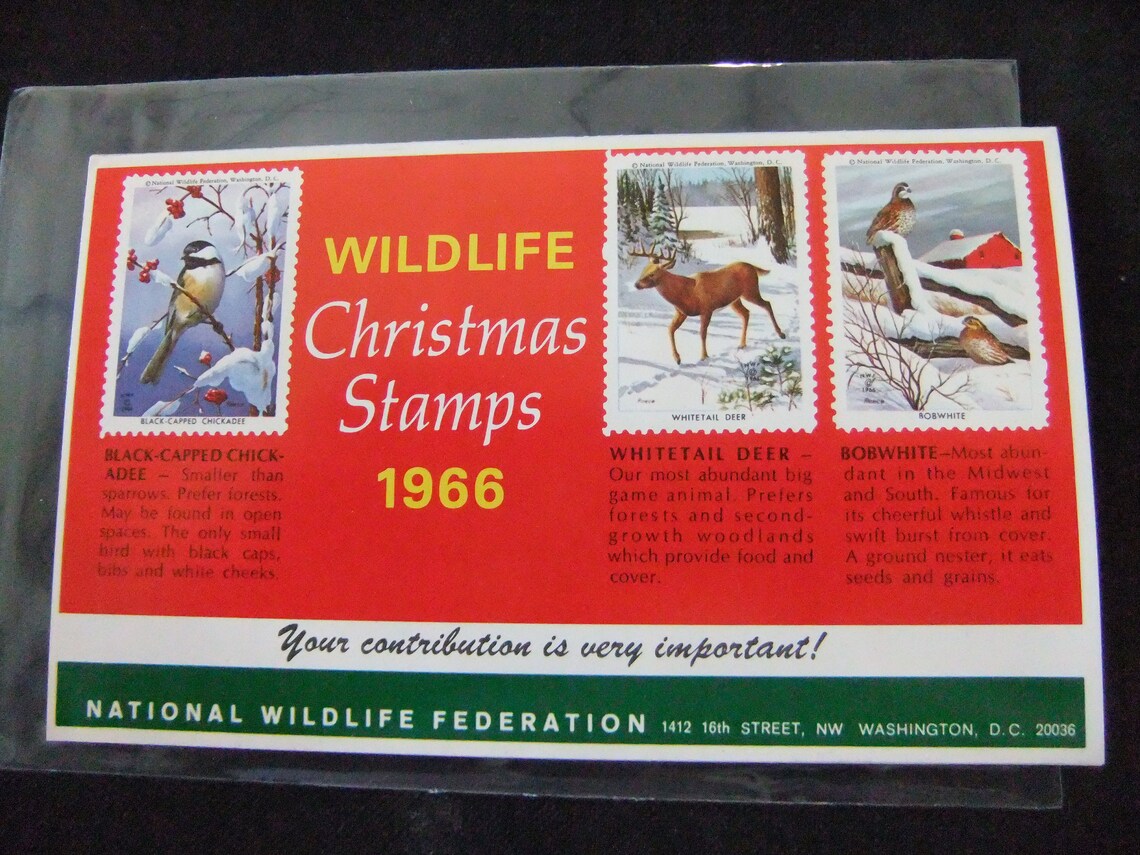 © National Wildlife Federation, Washington, D. C.
BLACK-CAPPED CHICKADEE
WILDLIFE
Christmas
Stamps
1966
© National Wildlife Federation, Washington, D. C.
WHITETAIL DEER
© National Wildlife Federation, Washington, D. C.
BOBWHITE
BLACK-CAPPED CHICK-
ADEE – Smaller than
sparrows. Prefer forests.
May be found in open
spaces. The only small
bird with black caps,
bibs and white cheeks.
WHITETAIL DEER –
Our most abundant big
game animal. Prefers
forests and second-
growth woodlands
which provide food and
cover.
BOBWHITE–Most abun-
dant in the Midwest
and South. Famous for
its cheerful whistle and
swift burst from cover.
A ground nester, it eats
seeds and grains.
Your contribution is very important!
NATIONAL WILDLIFE FEDERATION 1412 16th STREET, NW WASHINGTON, D.C. 20036